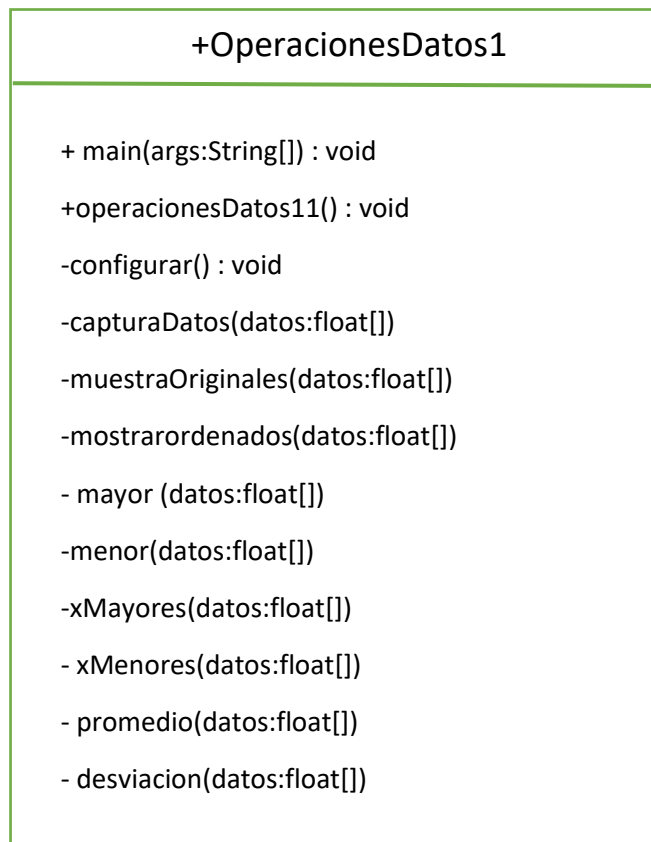 +OperacionesDatos1
+ main(args:String[]) : void
+operacionesDatos11() : void
-configurar() : void
-capturaDatos(datos:float[])
-muestraOriginales(datos:float[])
-mostrarordenados(datos:float[])
- mayor (datos:float[])
-menor(datos:float[])
-xMayores(datos:float[])
- xMenores(datos:float[])
- promedio(datos:float[])
- desviacion(datos:float[])